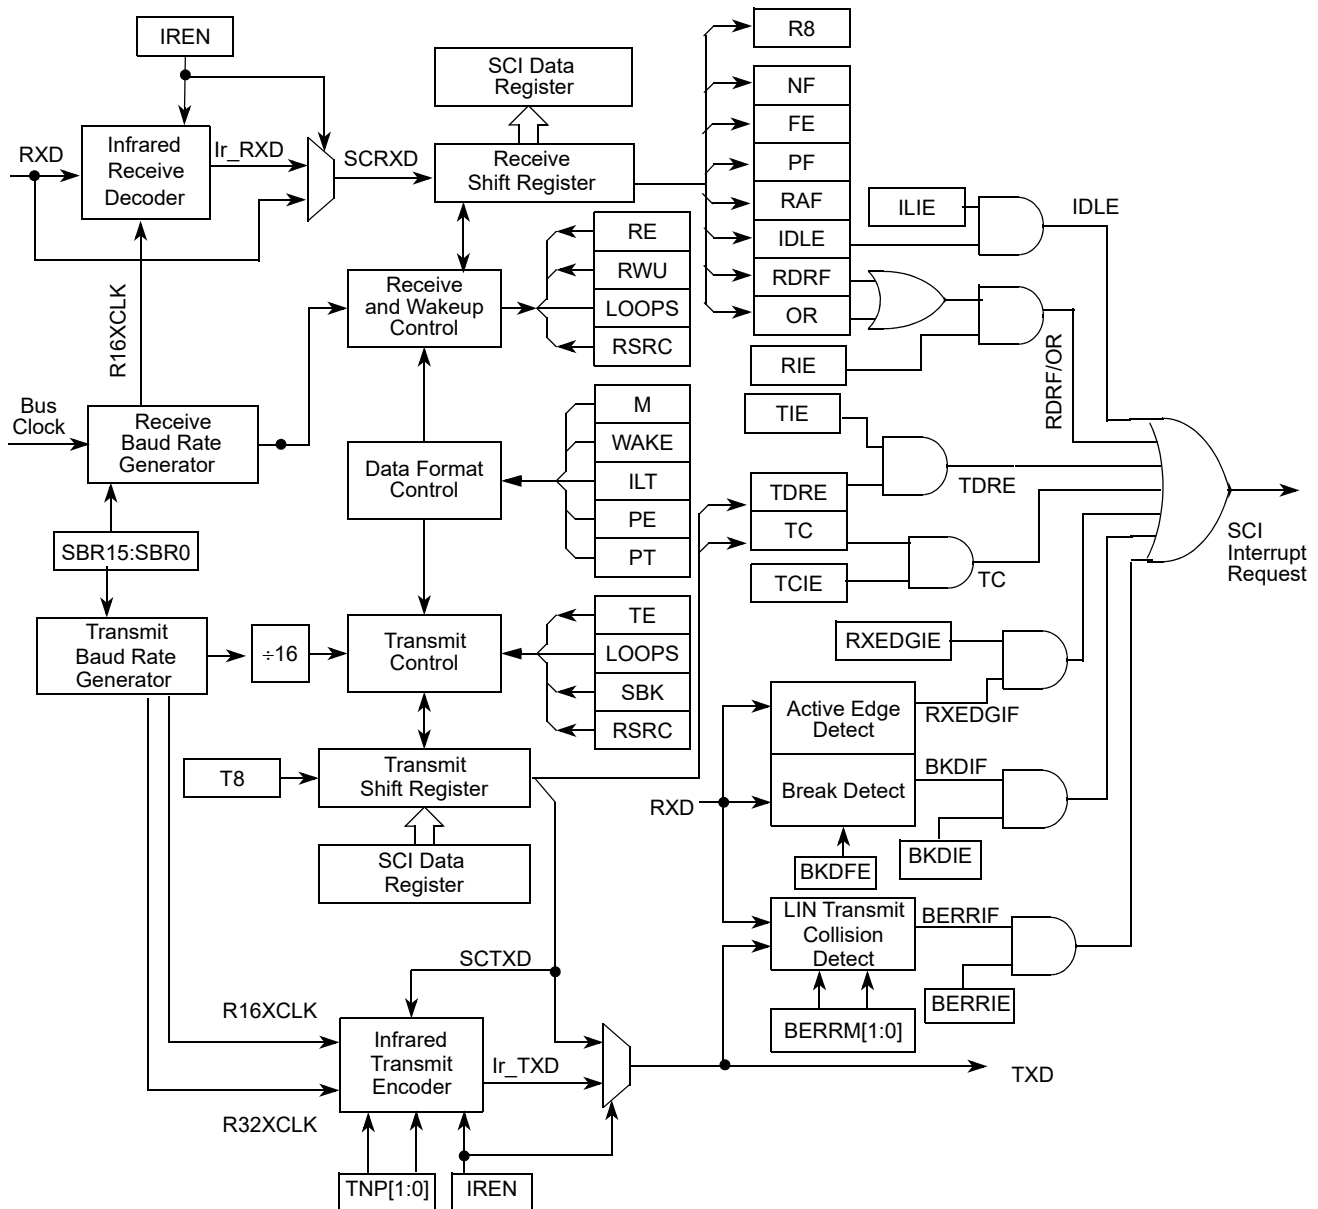 IREN
R8
SCI Data
Register
NF
FE
PF
RAF
IDLE
RDRF
OR
RXD
Infrared
Receive
Decoder
Ir_RXD
SCRXD
Receive
Shift Register
ILIE
IDLE
RE
RWU
LOOPS
RSRC
Receive
and Wakeup
Control
R16XCLK
RIE
RDRF/OR
Bus
Clock
Receive
Baud Rate
Generator
M
WAKE
ILT
PE
PT
Data Format
Control
TIE
TDRE
TC
TDRE
TCIE
TC
SCI
Interrupt
Request
SBR15:SBR0
Transmit
Baud Rate
Generator
÷16
Transmit
Control
TE
LOOPS
SBK
RSRC
RXEDGIE
Active Edge
Detect
RXEDGIF
Break Detect
BKDIF
RXD
BKDIE
BKDFE
T8
Transmit
Shift Register
SCI Data
Register
LIN Transmit
Collision
Detect
BERRIF
BERRIE
BERRM[1:0]
SCTXD
R16XCLK
Infrared
Transmit
Encoder
Ir_TXD
TXD
R32XCLK
TNP[1:0]
IREN